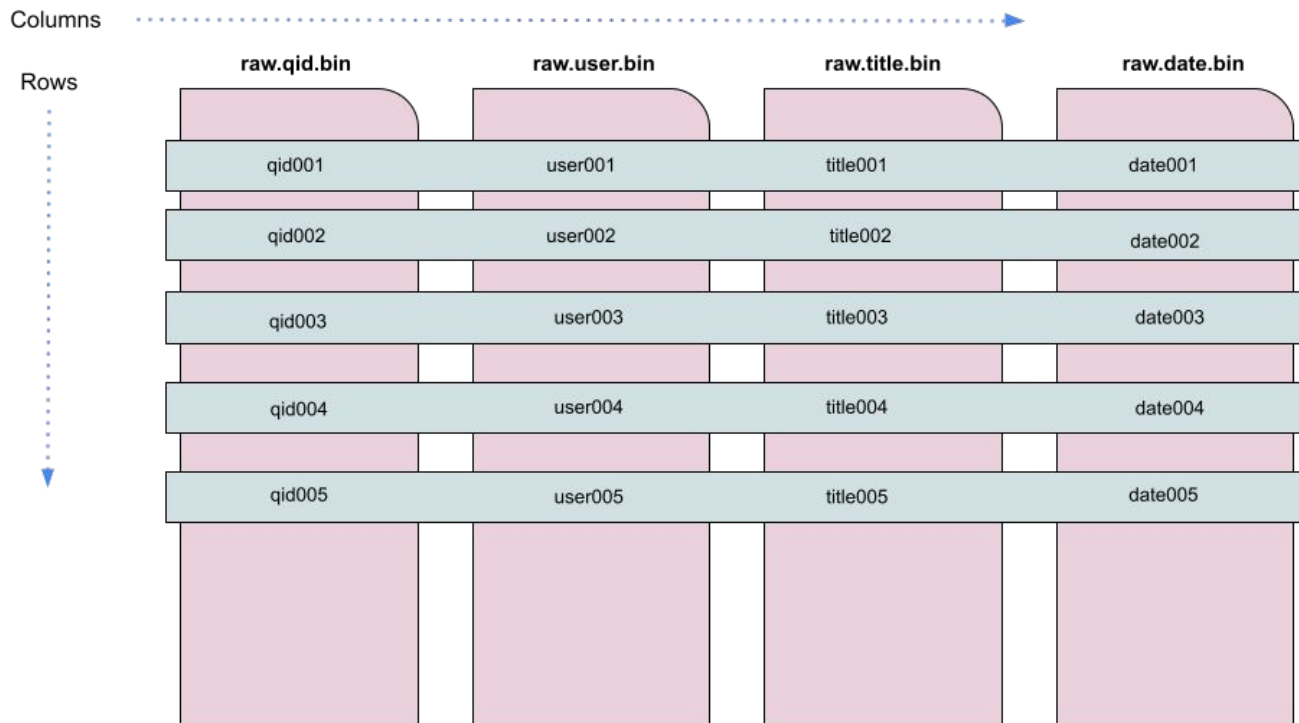 Columns
Rows
raw.qid.bin raw.user.bin raw.title.bin raw.date.bin
qid001 user001 title001 date001
qid002 user002 title002 date002
qid003 user003 title003 date003
qid004 user004 title004 date004
qid005 user005 title005 date005